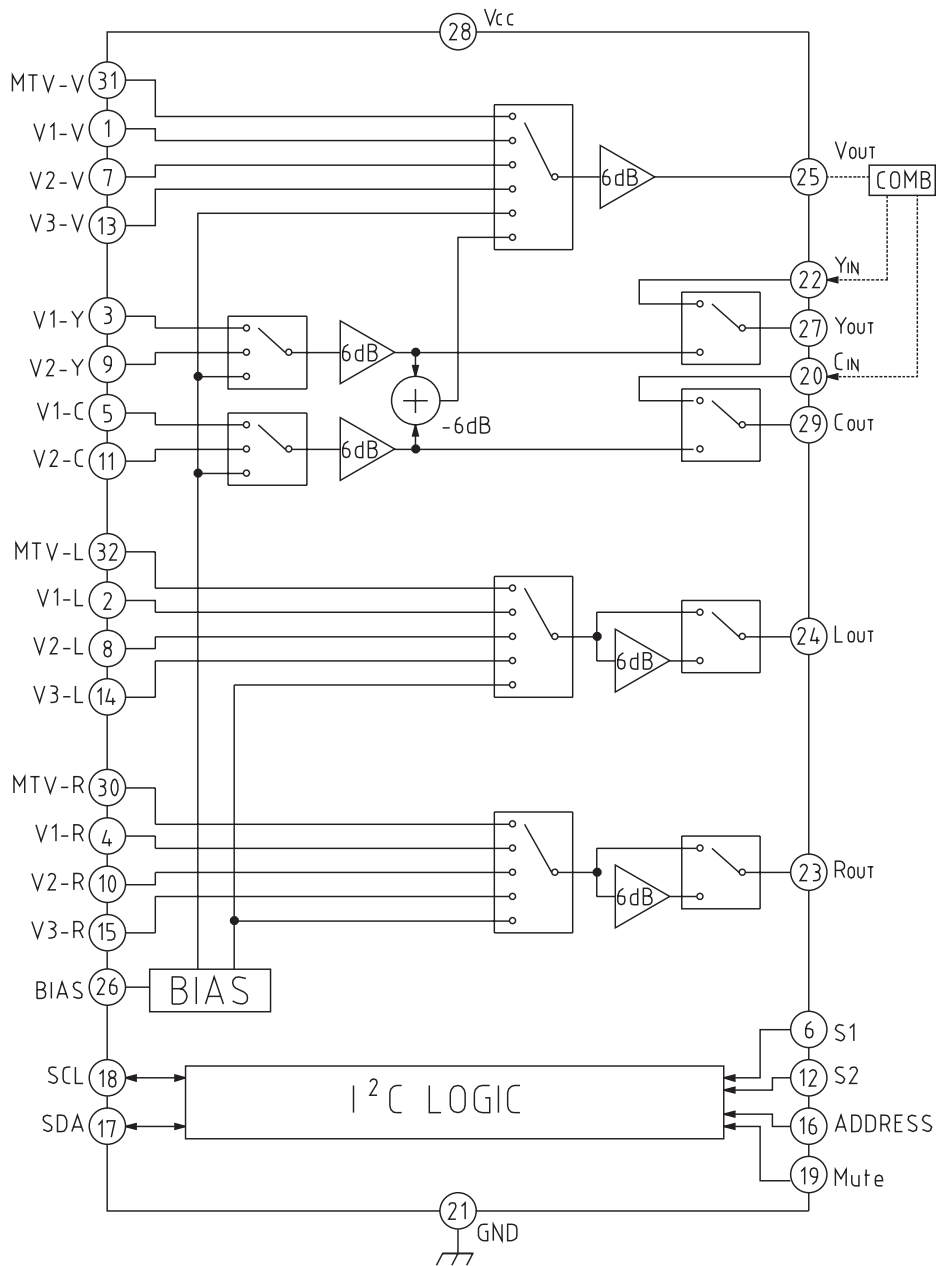 28 Vcc
MTV-V 31
V1-V 1
V2-V 7
V3-V 13
6dB
25 VOUT
COMB
22 YIN
V1-Y 3
V2-Y 9
6dB
27 YOUT
20 CIN
V1-C 5
V2-C 11
-6dB
6dB
29 COUT
MTV-L 32
V1-L 2
V2-L 8
V3-L 14
6dB
24 LOUT
MTV-R 30
V1-R 4
V2-R 10
V3-R 15
6dB
23 ROUT
BIAS 26
BIAS
SCL 18
SDA 17
I²C LOGIC
6 S1
12 S2
16 ADDRESS
19 Mute
21 GND